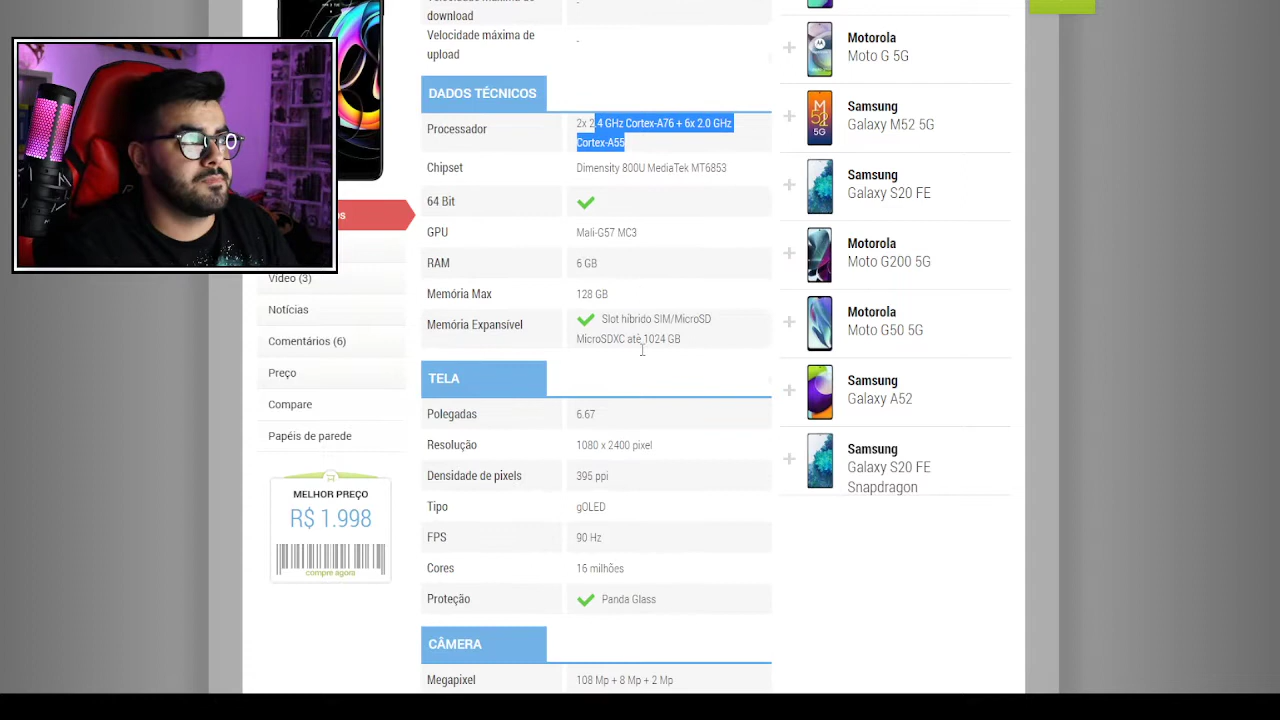 Velocidade máxima de
download
-
Velocidade máxima de
upload
-
DADOS TÉCNICOS
Processador
2x 2.4 GHz Cortex-A76 + 6x 2.0 GHz
Cortex-A55
Chipset
Dimensity 800U MediaTek MT6853
64 Bit
GPU
Mali-G57 MC3
RAM
6 GB
Memória Max
128 GB
Memória Expansível
Slot híbrido SIM/MicroSD
MicroSDXC até 1024 GB
TELA
Polegadas
6.67
Resolução
1080 x 2400 pixel
Densidade de pixels
395 ppi
Tipo
gOLED
FPS
90 Hz
Cores
16 milhões
Proteção
Panda Glass
CÂMERA
Megapixel
108 Mp + 8 Mp + 2 Mp
os
Vídeo (3)
Notícias
Comentários (6)
Preço
Compare
Papéis de parede
MELHOR PREÇO
R$ 1.998
compre agora
Motorola
Moto G 5G
Samsung
Galaxy M52 5G
Samsung
Galaxy S20 FE
Motorola
Moto G200 5G
Motorola
Moto G50 5G
Samsung
Galaxy A52
Samsung
Galaxy S20 FE
Snapdragon